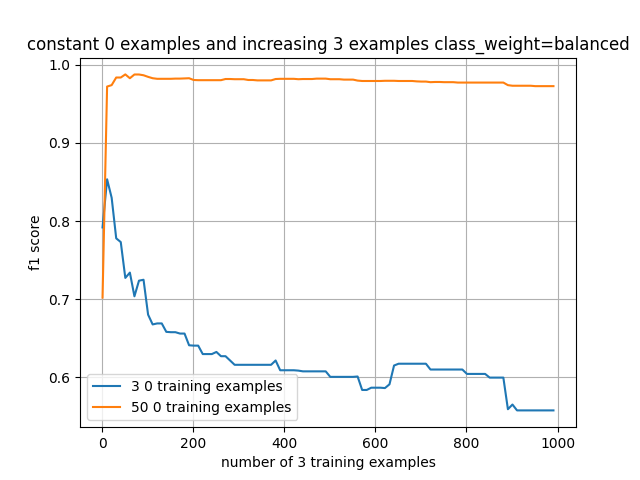 constant 0 examples and increasing 3 examples class_weight=balanced
1.0
0.9
0.8
0.7
0.6
f1 score
3 0 training examples
50 0 training examples
0 200 400 600 800 1000
number of 3 training examples